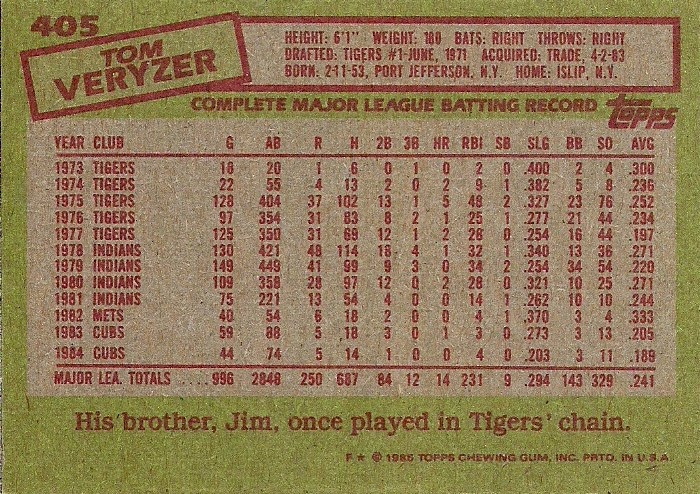 405
TOM
VERYZER
HEIGHT: 6'1" WEIGHT: 180 BATS: RIGHT THROWS: RIGHT
DRAFTED: TIGERS #1-JUNE, 1971 ACQUIRED: TRADE, 4-2-83
BORN: 2-11-53, PORT JEFFERSON, N.Y. HOME: ISLIP, N.Y.
COMPLETE MAJOR LEAGUE BATTING RECORD topps
YEAR CLUB G AB R H 2B 3B HR RBI SB SLG BB SO AVG
1973 TIGERS 18 20 1 6 0 1 0 2 0 .400 2 4 .300
1974 TIGERS 22 55 4 13 2 0 2 9 1 .382 5 8 .236
1975 TIGERS 128 404 37 102 13 1 5 48 2 .327 23 76 .252
1976 TIGERS 97 354 31 83 8 2 1 25 1 .277 21 44 .234
1977 TIGERS 125 350 31 69 12 1 2 28 0 .254 16 44 .197
1978 INDIANS 130 421 48 114 18 4 1 32 1 .340 13 36 .271
1979 INDIANS 149 449 41 99 9 3 0 34 2 .254 34 54 .220
1980 INDIANS 109 358 28 97 12 0 2 28 0 .321 10 25 .271
1981 INDIANS 75 221 13 54 4 0 0 14 1 .262 10 10 .244
1982 METS 40 54 6 18 2 0 0 4 1 .370 3 4 .333
1983 CUBS 59 88 5 18 3 0 1 3 0 .273 3 13 .205
1984 CUBS 44 74 5 14 1 0 0 4 0 .203 3 11 .189
MAJOR LEA. TOTALS .....996 2848 250 687 84 12 14 231 9 .294 143 329 .241
His brother, Jim, once played in Tigers' chain.
F ★ © 1985 TOPPS CHEWING GUM, INC. PRTD. IN U.S.A.